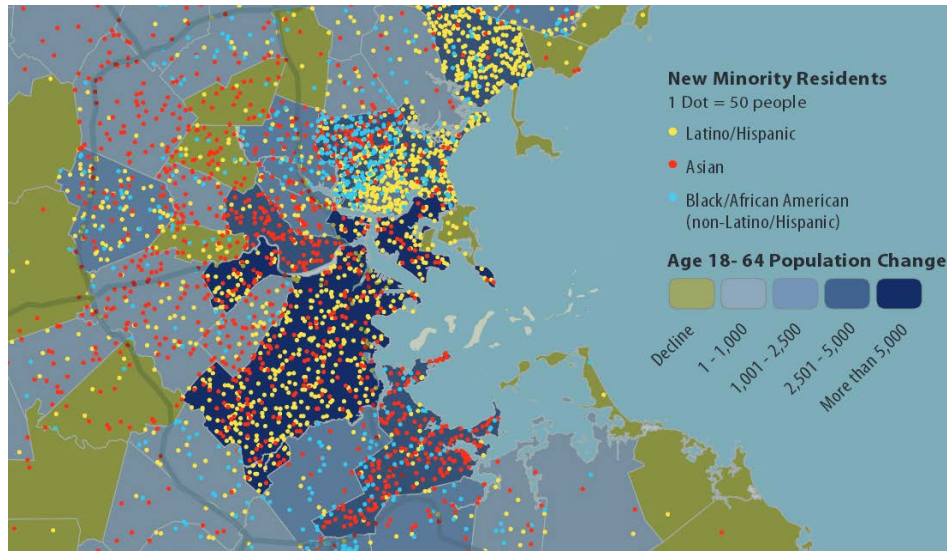 New Minority Residents
1 Dot = 50 people
Latino/Hispanic
Asian
Black/African American
(non-Latino/Hispanic)
Age 18- 64 Population Change
Decline
1 - 1,000
1,001 - 2,500
2,501 - 5,000
More than 5,000